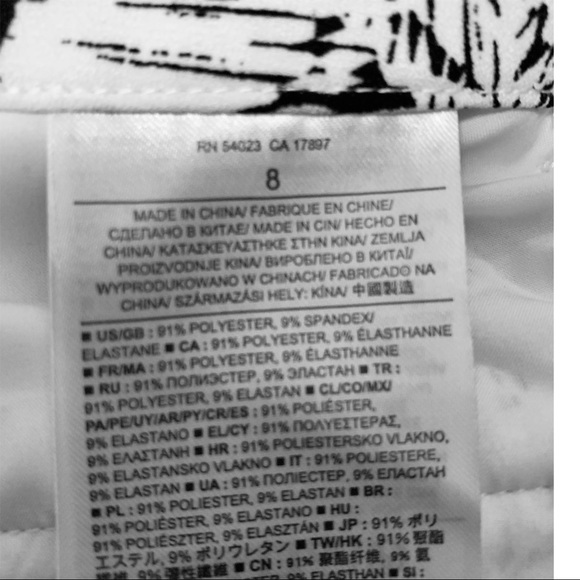 RN 54023 CA 17897
8
MADE IN CHINA/ FABRIQUE EN CHINE/
СДЕЛАНО В КИТАЕ/ MADE IN CIN/ HECHO EN
CHINA/ ΚΑΤΑΣΚΕΥΑΣΤΗΚΕ ΣΤΗΝ ΚΙΝΑ/ ZEMLJA
PROIZVODNJE KINA/ ВИРОБЛЕНО В КИТАЇ/
WYPRODUKOWANO W CHINACH/ FABRICADO NA
CHINA/ SZÁRMAZÁSI HELY: KÍNA/ 中國製造
■ US/GB : 91% POLYESTER, 9% SPANDEX/
ELASTANE ■ CA : 91% POLYESTER, 9% ÉLASTHANNE
■ FR/MA : 91% POLYESTER, 9% ÉLASTHANNE
■ RU : 91% ПОЛИЭСТЕР, 9% ЭЛАСТАН ■ TR :
91% POLYESTER, 9% ELASTAN ■ CL/CO/MX/
PA/PE/UY/AR/PY/CR/ES : 91% POLIÉSTER,
9% ELASTANO ■ EL/CY : 91% ΠΟΛΥΕΣΤΕΡΑΣ,
9% ΕΛΑΣΤΑΝΗ ■ HR : 91% POLIESTERSKO VLAKNO,
9% ELASTANSKO VLAKNO ■ IT : 91% POLIESTERE,
9% ELASTAN ■ UA : 91% ПОЛІЕСТЕР, 9% ЕЛАСТАН
■ PL : 91% POLIESTER, 9% ELASTAN ■ BR :
91% POLIÉSTER, 9% ELASTANO ■ HU :
91% POLIÉSZTER, 9% ELASZTÁN ■ JP : 91% ポリ
エステル, 9% ポリウレタン ■ TW/HK : 91% 聚酯
纖維, 9% 彈性纖維 ■ CN : 91% 聚酯纤维, 9% 氨
ELASTHAN ■ SI :